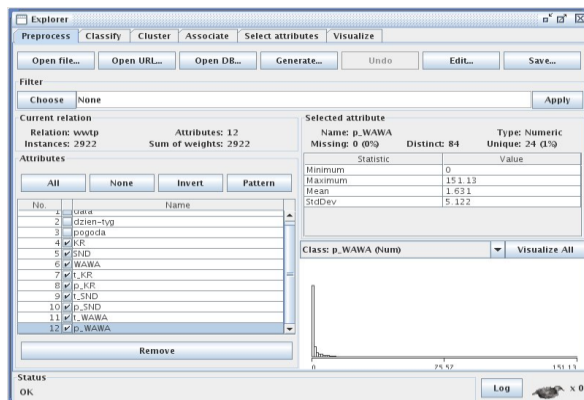 Explorer
Preprocess Classify Cluster Associate Select attributes Visualize
Open file... Open URL... Open DB... Generate... Undo Edit... Save...
Filter
Choose None Apply
Current relation
Relation: wwtp Attributes: 12
Instances: 2922 Sum of weights: 2922
Attributes
All None Invert Pattern
No. Name
1 data
2 dzien-tyg
3 pogoda
4 KR
5 SND
6 WAWA
7 t_KR
8 p_KR
9 t_SND
10 p_SND
11 t_WAWA
12 p_WAWA
Remove
Selected attribute
Name: p_WAWA Type: Numeric
Missing: 0 (0%) Distinct: 84 Unique: 24 (1%)
Statistic Value
Minimum 0
Maximum 151.13
Mean 1.631
StdDev 5.122
Class: p_WAWA (Num) Visualize All
0 75.57 151.13
Status
OK
Log x 0